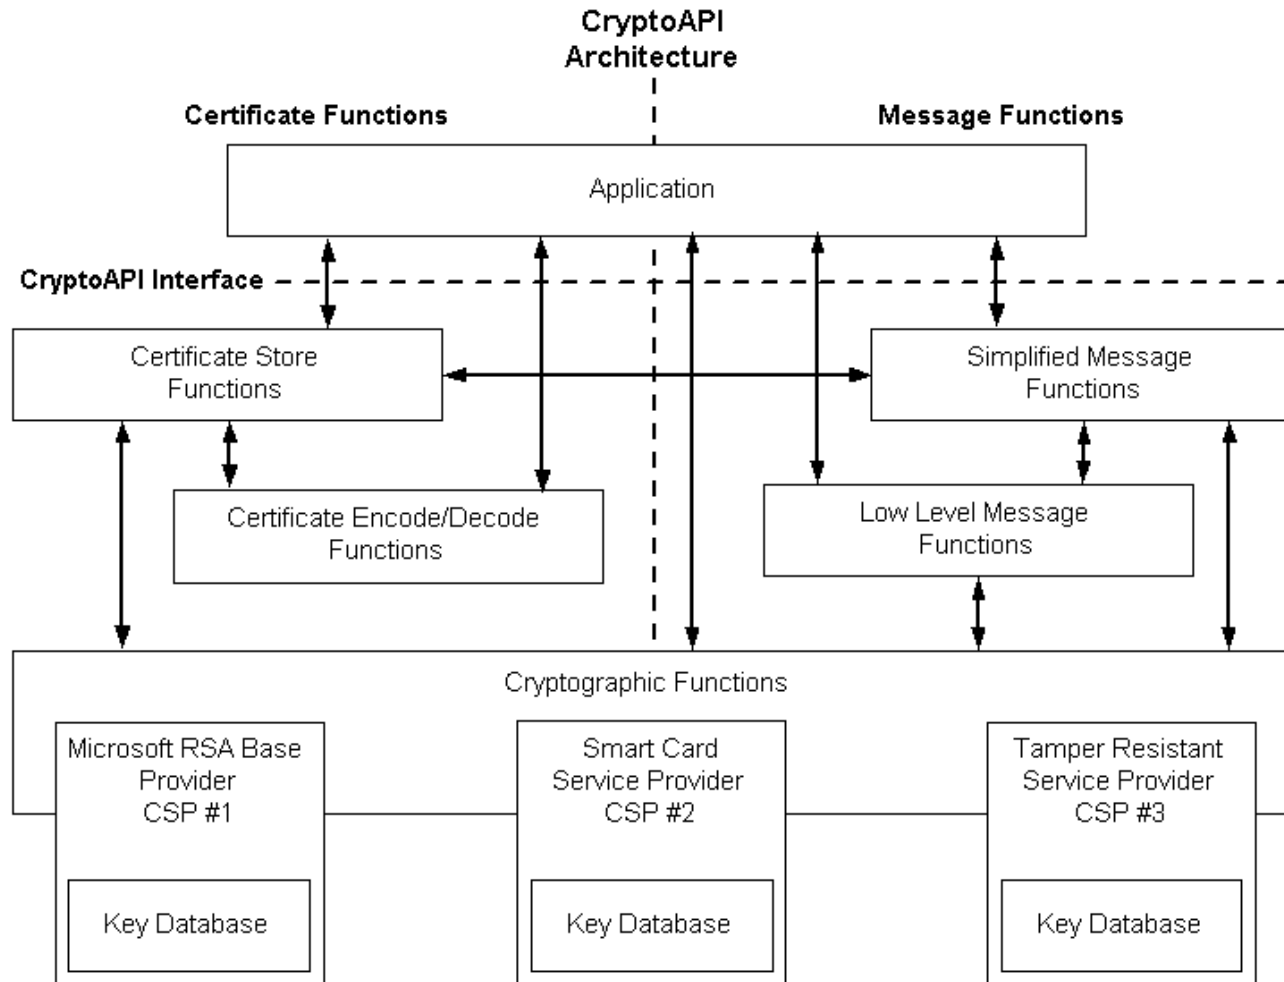 CryptoAPI
Architecture
Certificate Functions
Message Functions
Application
CryptoAPI Interface
Certificate Store
Functions
Simplified Message
Functions
Certificate Encode/Decode
Functions
Low Level Message
Functions
Cryptographic Functions
Microsoft RSA Base
Provider
CSP #1
Smart Card
Service Provider
CSP #2
Tamper Resistant
Service Provider
CSP #3
Key Database
Key Database
Key Database